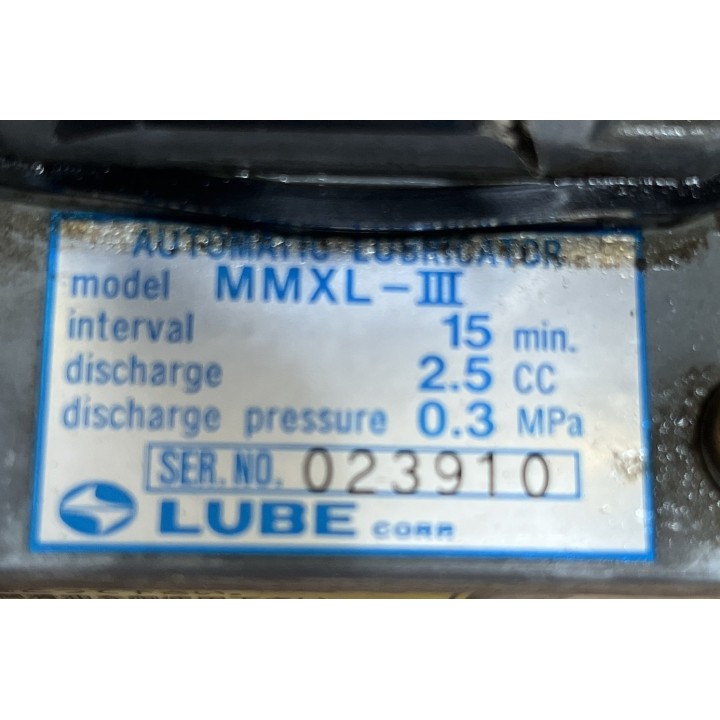 AUTOMATIC LUBRICATOR
model MMXL-III
interval 15 min.
discharge 2.5 CC
discharge pressure 0.3 MPa
SER.NO. 023910
LUBE CORP